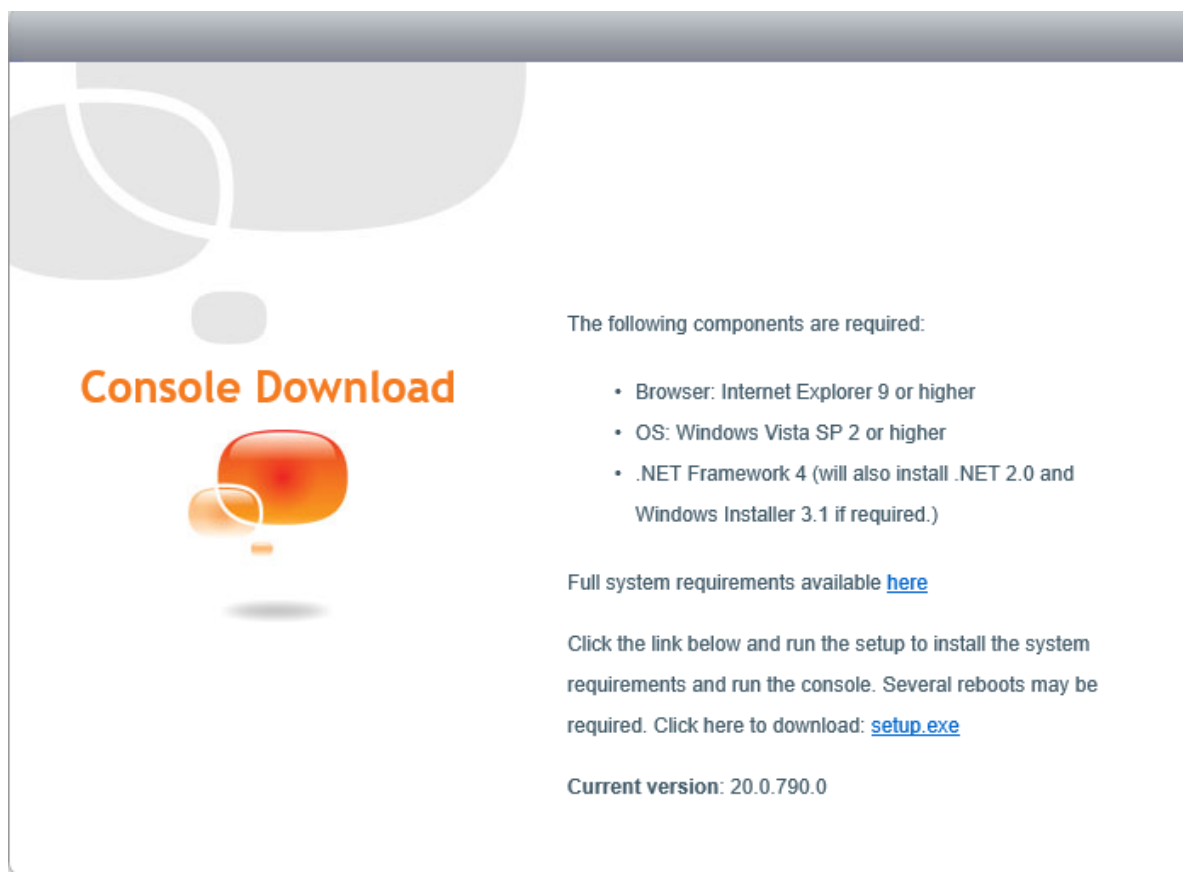 Console Download
The following components are required:
• Browser: Internet Explorer 9 or higher
• OS: Windows Vista SP 2 or higher
• .NET Framework 4 (will also install .NET 2.0 and
Windows Installer 3.1 if required.)
Full system requirements available here
Click the link below and run the setup to install the system
requirements and run the console. Several reboots may be
required. Click here to download: setup.exe
Current version: 20.0.790.0